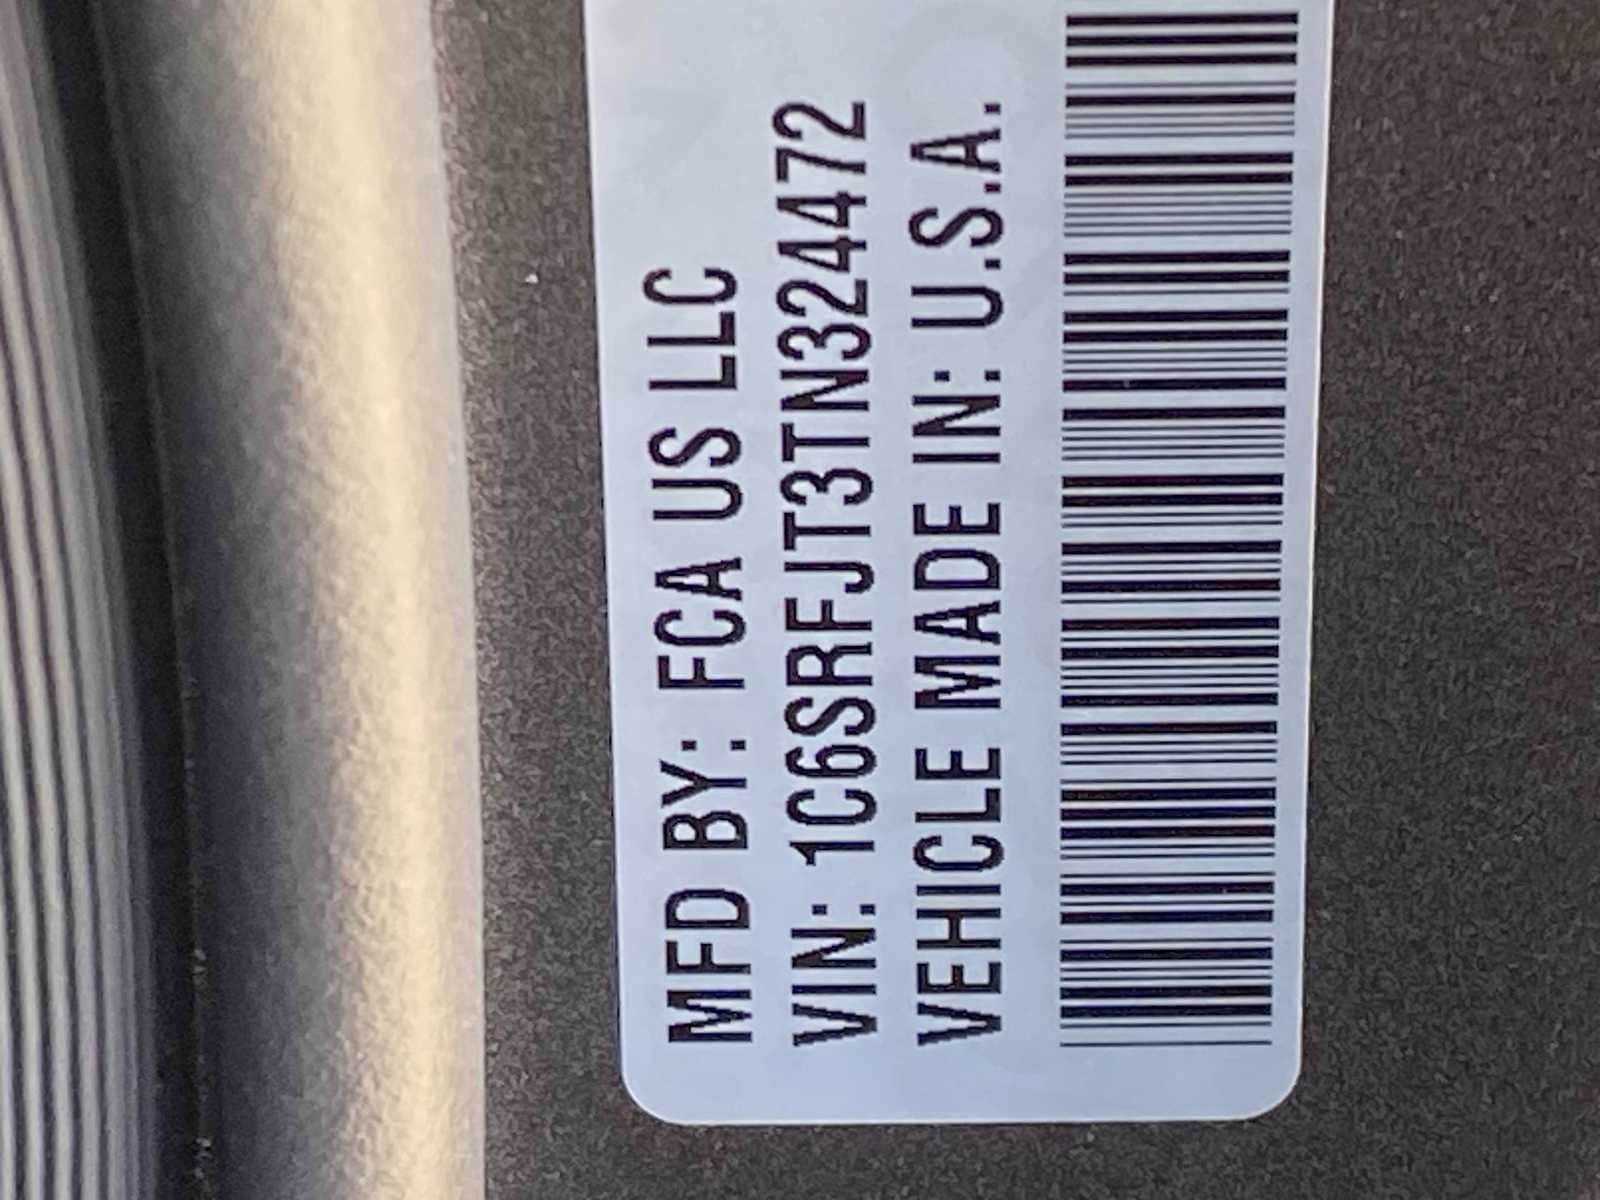 MFD BY: FCA US LLC
VIN: 1C6SRFJT3TN324472
VEHICLE MADE IN: U.S.A.